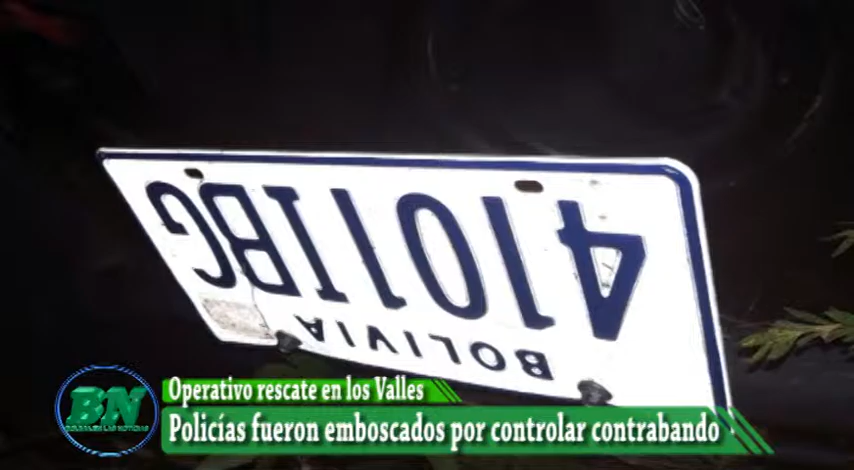 BOLIVIA
4101IBG
BN
Operativo rescate en los Valles
Policías fueron emboscados por controlar contrabando